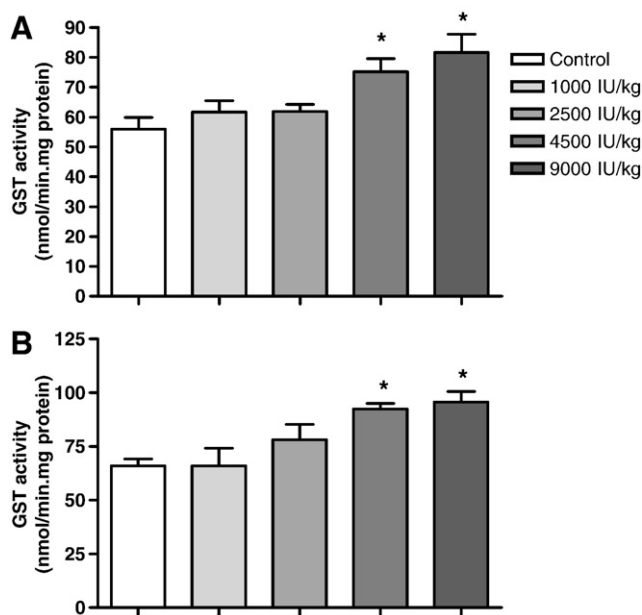 A
GST activity
(nmol/min.mg protein)
90
80
70
60
50
40
30
20
10
0
*
*
Control
1000 IU/kg
2500 IU/kg
4500 IU/kg
9000 IU/kg
B
GST activity
(nmol/min.mg protein)
125
100
75
50
25
0
*
*